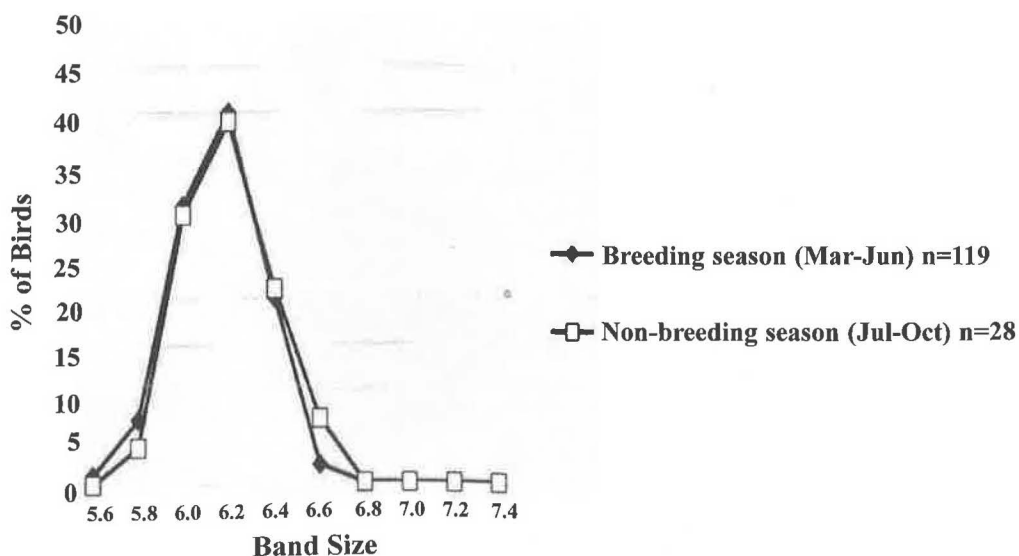 50
45
40
35
30
25
20
15
10
5
0
% of Birds
5.6 5.8 6.0 6.2 6.4 6.6 6.8 7.0 7.2 7.4
Band Size
Breeding season (Mar-Jun) n=119
Non-breeding season (Jul-Oct) n=28